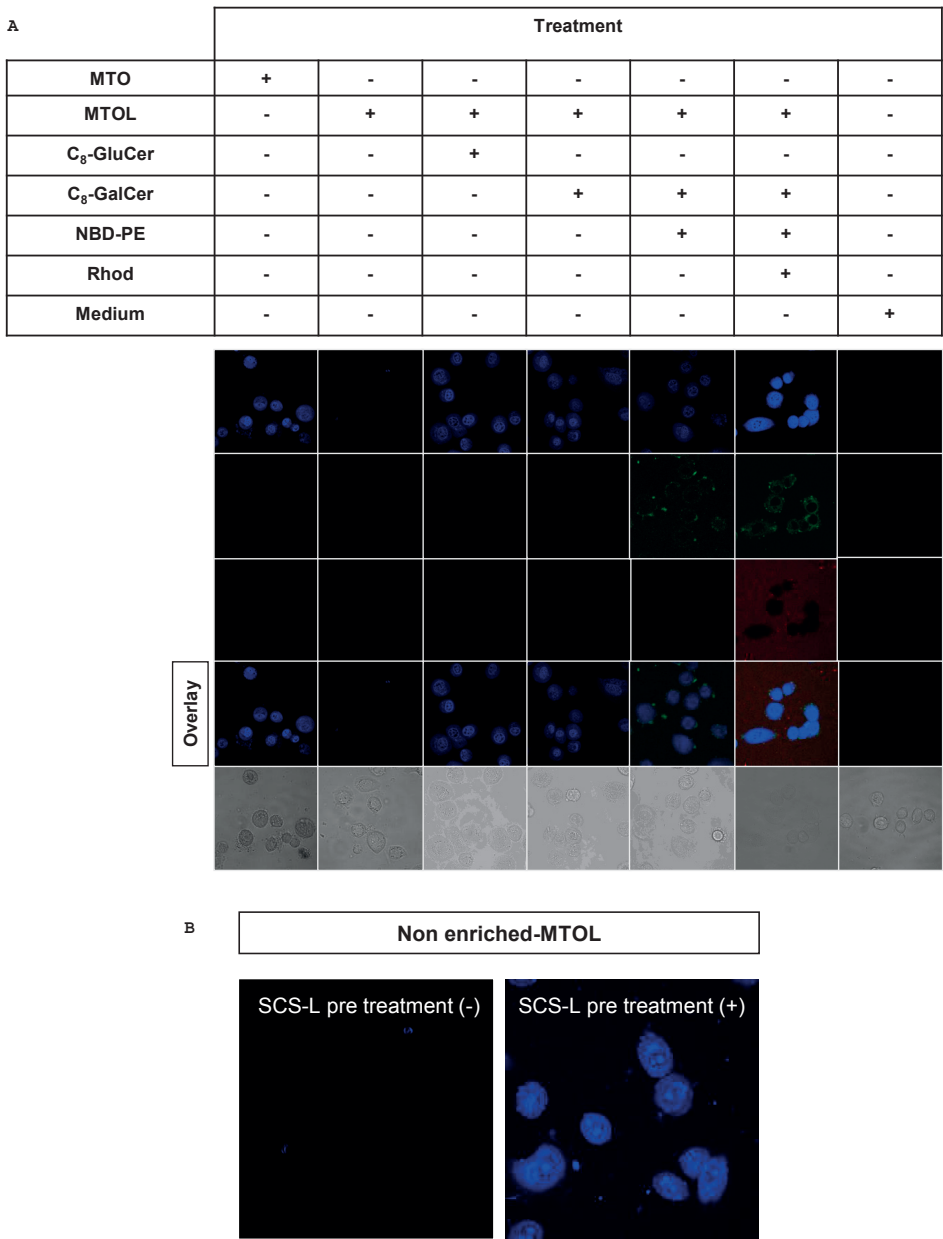 A
Treatment
MTO + - - - - - -
MTOL - + + + + + -
C₈-GluCer - - + - - - -
C₈-GalCer - - - + + + -
NBD-PE - - - - + + -
Rhod - - - - - + -
Medium - - - - - - +
Overlay
B
Non enriched-MTOL
SCS-L pre treatment (-) SCS-L pre treatment (+)